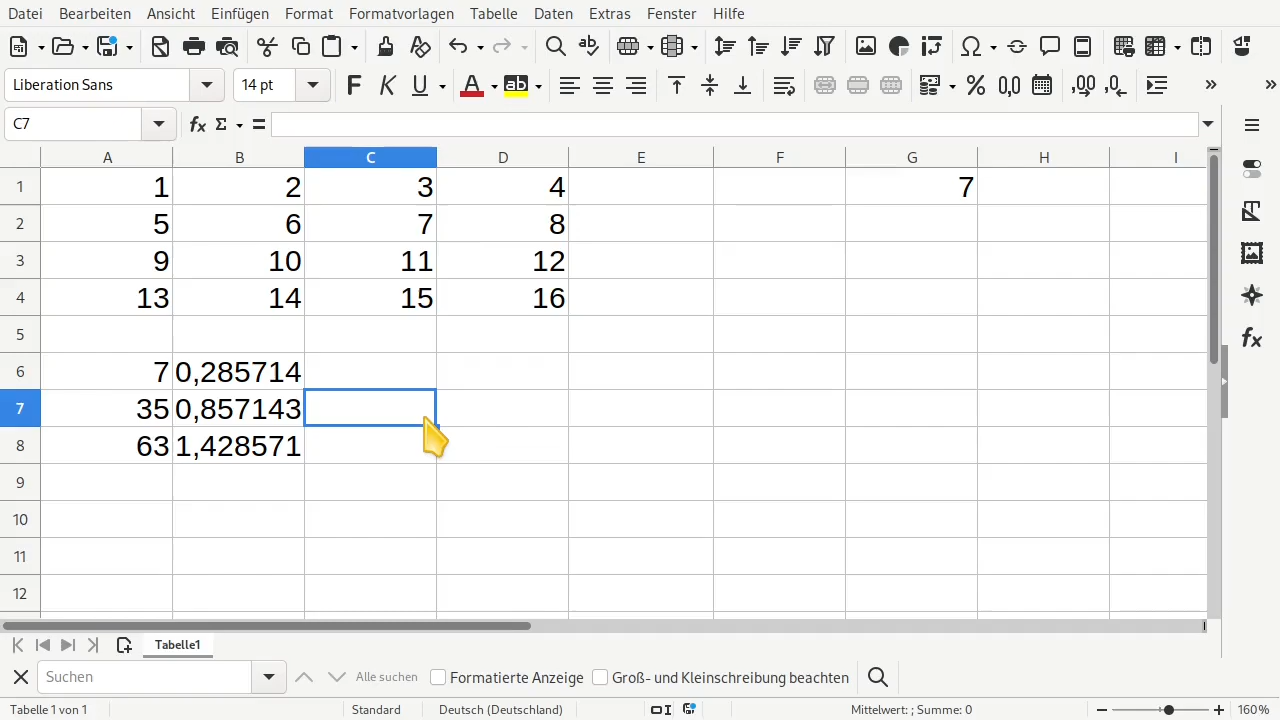 Datei Bearbeiten Ansicht Einfügen Format Formatvorlagen Tabelle Daten Extras Fenster Hilfe
Liberation Sans 14 pt
C7
A B C D E F G H I
1 1 2 3 4 7
2 5 6 7 8
3 9 10 11 12
4 13 14 15 16
5
6 7 0,285714
7 35 0,857143
8 63 1,428571
9
10
11
12
Tabelle1
Suchen Alle suchen Formatierte Anzeige Groß- und Kleinschreibung beachten
Tabelle 1 von 1 Standard Deutsch (Deutschland) Mittelwert: ; Summe: 0 160%